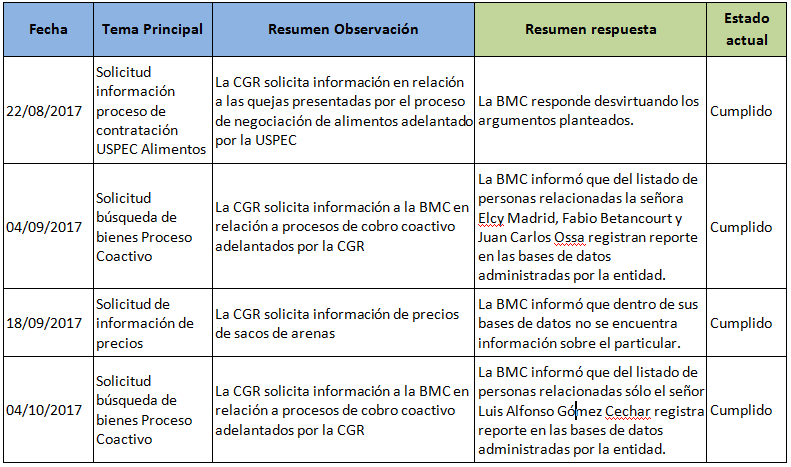 Fecha
Tema Principal
Resumen Observación
Resumen respuesta
Estado
actual
22/08/2017
Solicitud
información
proceso de
contratación
USPEC Alimentos
La CGR solicita información en relación
a las quejas presentadas por el proceso
de negociación de alimentos adelantado
por la USPEC
La BMC responde desvirtuando los
argumentos planteados.
Cumplido
04/09/2017
Solicitud
búsqueda de
bienes Proceso
Coactivo
La CGR solicita información a la BMC en
relación a procesos de cobro coactivo
adelantados por la CGR
La BMC informó que del listado de
personas relacionadas la señora
Elcy Madrid, Fabio Betancourt y
Juan Carlos Ossa registran reporte
en las bases de datos
administradas por la entidad.
Cumplido
18/09/2017
Solicitud de
información de
precios
La CGR solicita información de precios
de sacos de arenas
La BMC informó que dentro de sus
bases de datos no se encuentra
información sobre el particular.
Cumplido
04/10/2017
Solicitud
búsqueda de
bienes Proceso
Coactivo
La CGR solicita información a la BMC en
relación a procesos de cobro coactivo
adelantados por la CGR
La BMC informó que del listado de
personas relacionadas sólo el señor
Luis Alfonso Gómez Cechar registra
reporte en las bases de datos
administradas por la entidad.
Cumplido